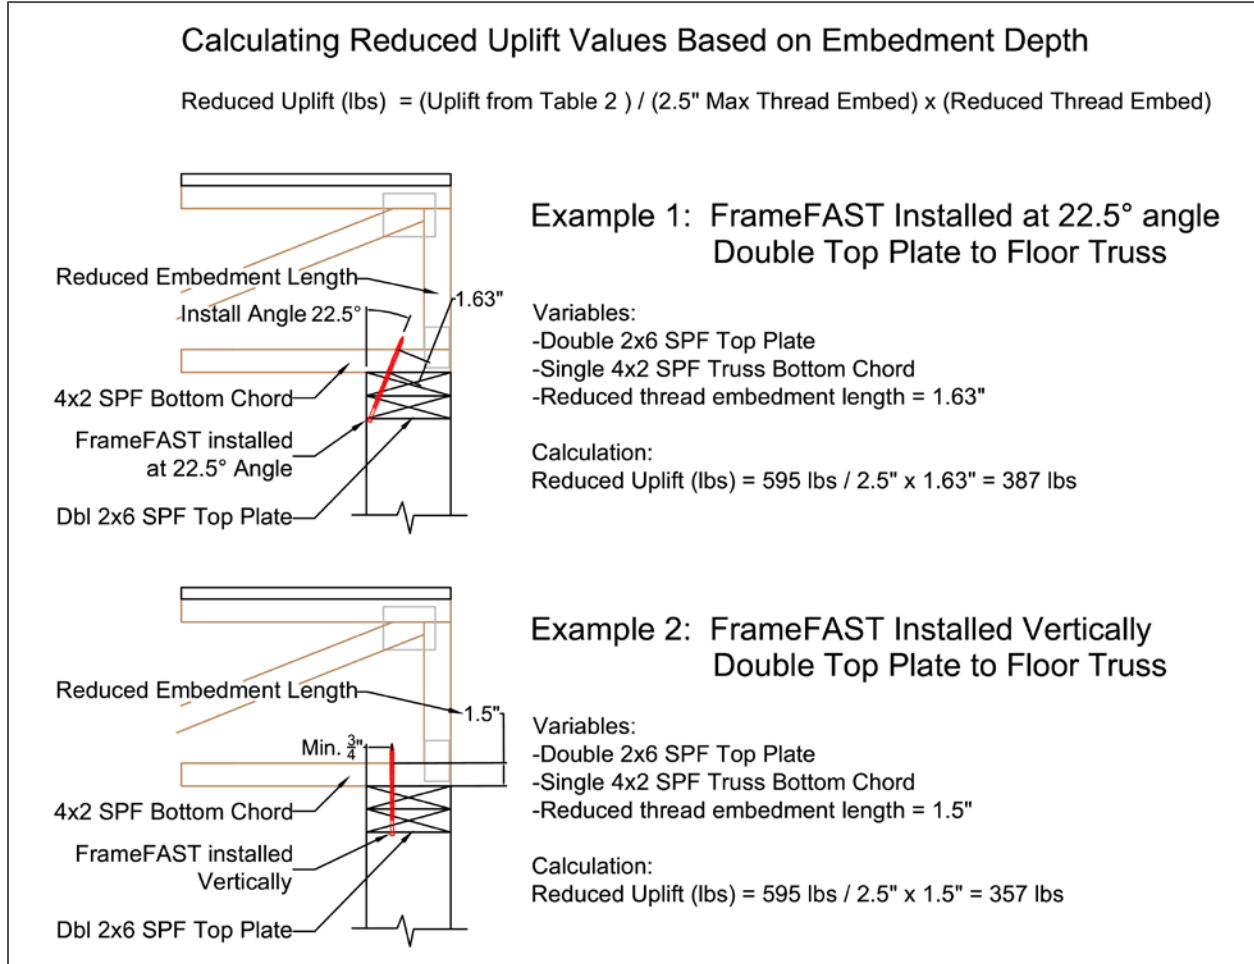 Calculating Reduced Uplift Values Based on Embedment Depth
Reduced Uplift (lbs) = (Uplift from Table 2 ) / (2.5" Max Thread Embed) x (Reduced Thread Embed)
Example 1: FrameFAST Installed at 22.5° angle
Double Top Plate to Floor Truss
Reduced Embedment Length
1.63"
Install Angle 22.5°
4x2 SPF Bottom Chord
FrameFAST installed
at 22.5° Angle
Dbl 2x6 SPF Top Plate
Variables:
-Double 2x6 SPF Top Plate
-Single 4x2 SPF Truss Bottom Chord
-Reduced thread embedment length = 1.63"
Calculation:
Reduced Uplift (lbs) = 595 lbs / 2.5" x 1.63" = 387 lbs
Example 2: FrameFAST Installed Vertically
Double Top Plate to Floor Truss
Reduced Embedment Length
1.5"
Min. 3/4"
4x2 SPF Bottom Chord
FrameFAST installed
Vertically
Dbl 2x6 SPF Top Plate
Variables:
-Double 2x6 SPF Top Plate
-Single 4x2 SPF Truss Bottom Chord
-Reduced thread embedment length = 1.5"
Calculation:
Reduced Uplift (lbs) = 595 lbs / 2.5" x 1.5" = 357 lbs